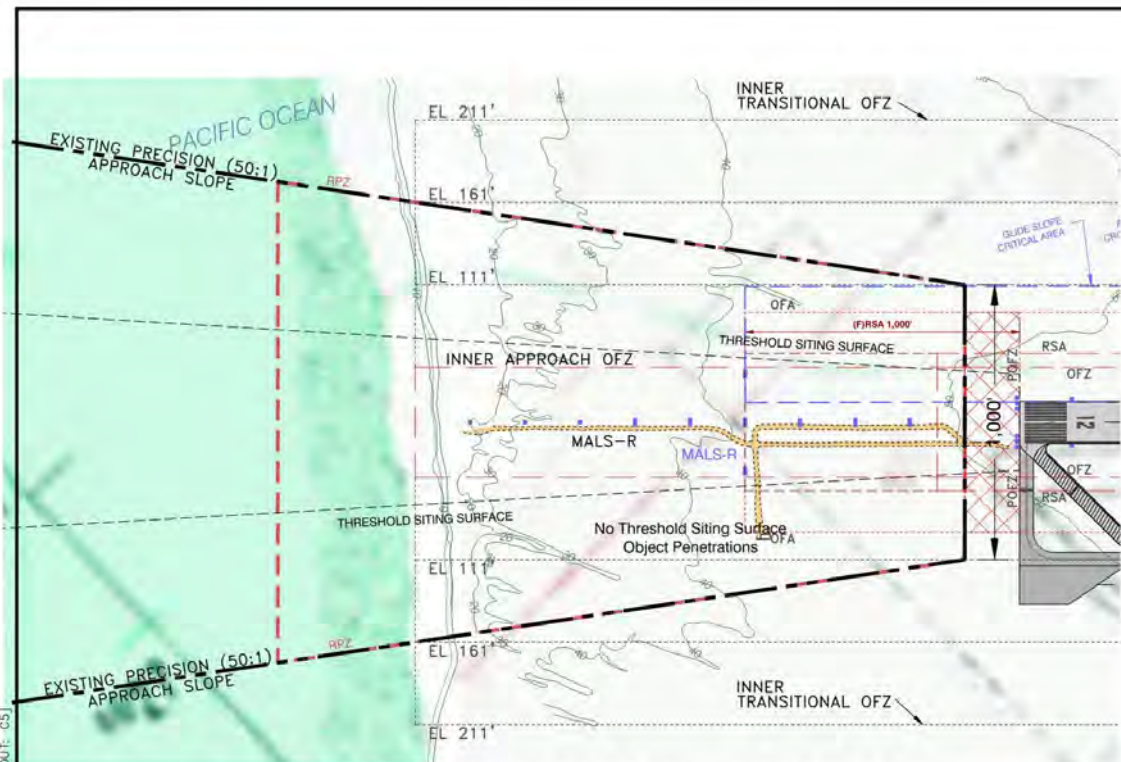 INNER
TRANSITIONAL OFZ
EL 211'
PACIFIC OCEAN
EXISTING PRECISION (50:1)
APPROACH SLOPE
RPZ
EL 161'
GLIDE SLOPE
CRITICAL AREA
EL 111'
OFA
(F)RSA 1,000'
THRESHOLD SITING SURFACE
RSA
INNER APPROACH OFZ
POFZ
OFZ
1,000'
12
MALS-R
MALS-R
OFZ
POFZ
RSA
THRESHOLD SITING SURFACE
No Threshold Siting Surface
Object Penetrations
OFA
EL 111'
RPZ
EL 161'
EXISTING PRECISION (50:1)
APPROACH SLOPE
INNER
TRANSITIONAL OFZ
EL 211'